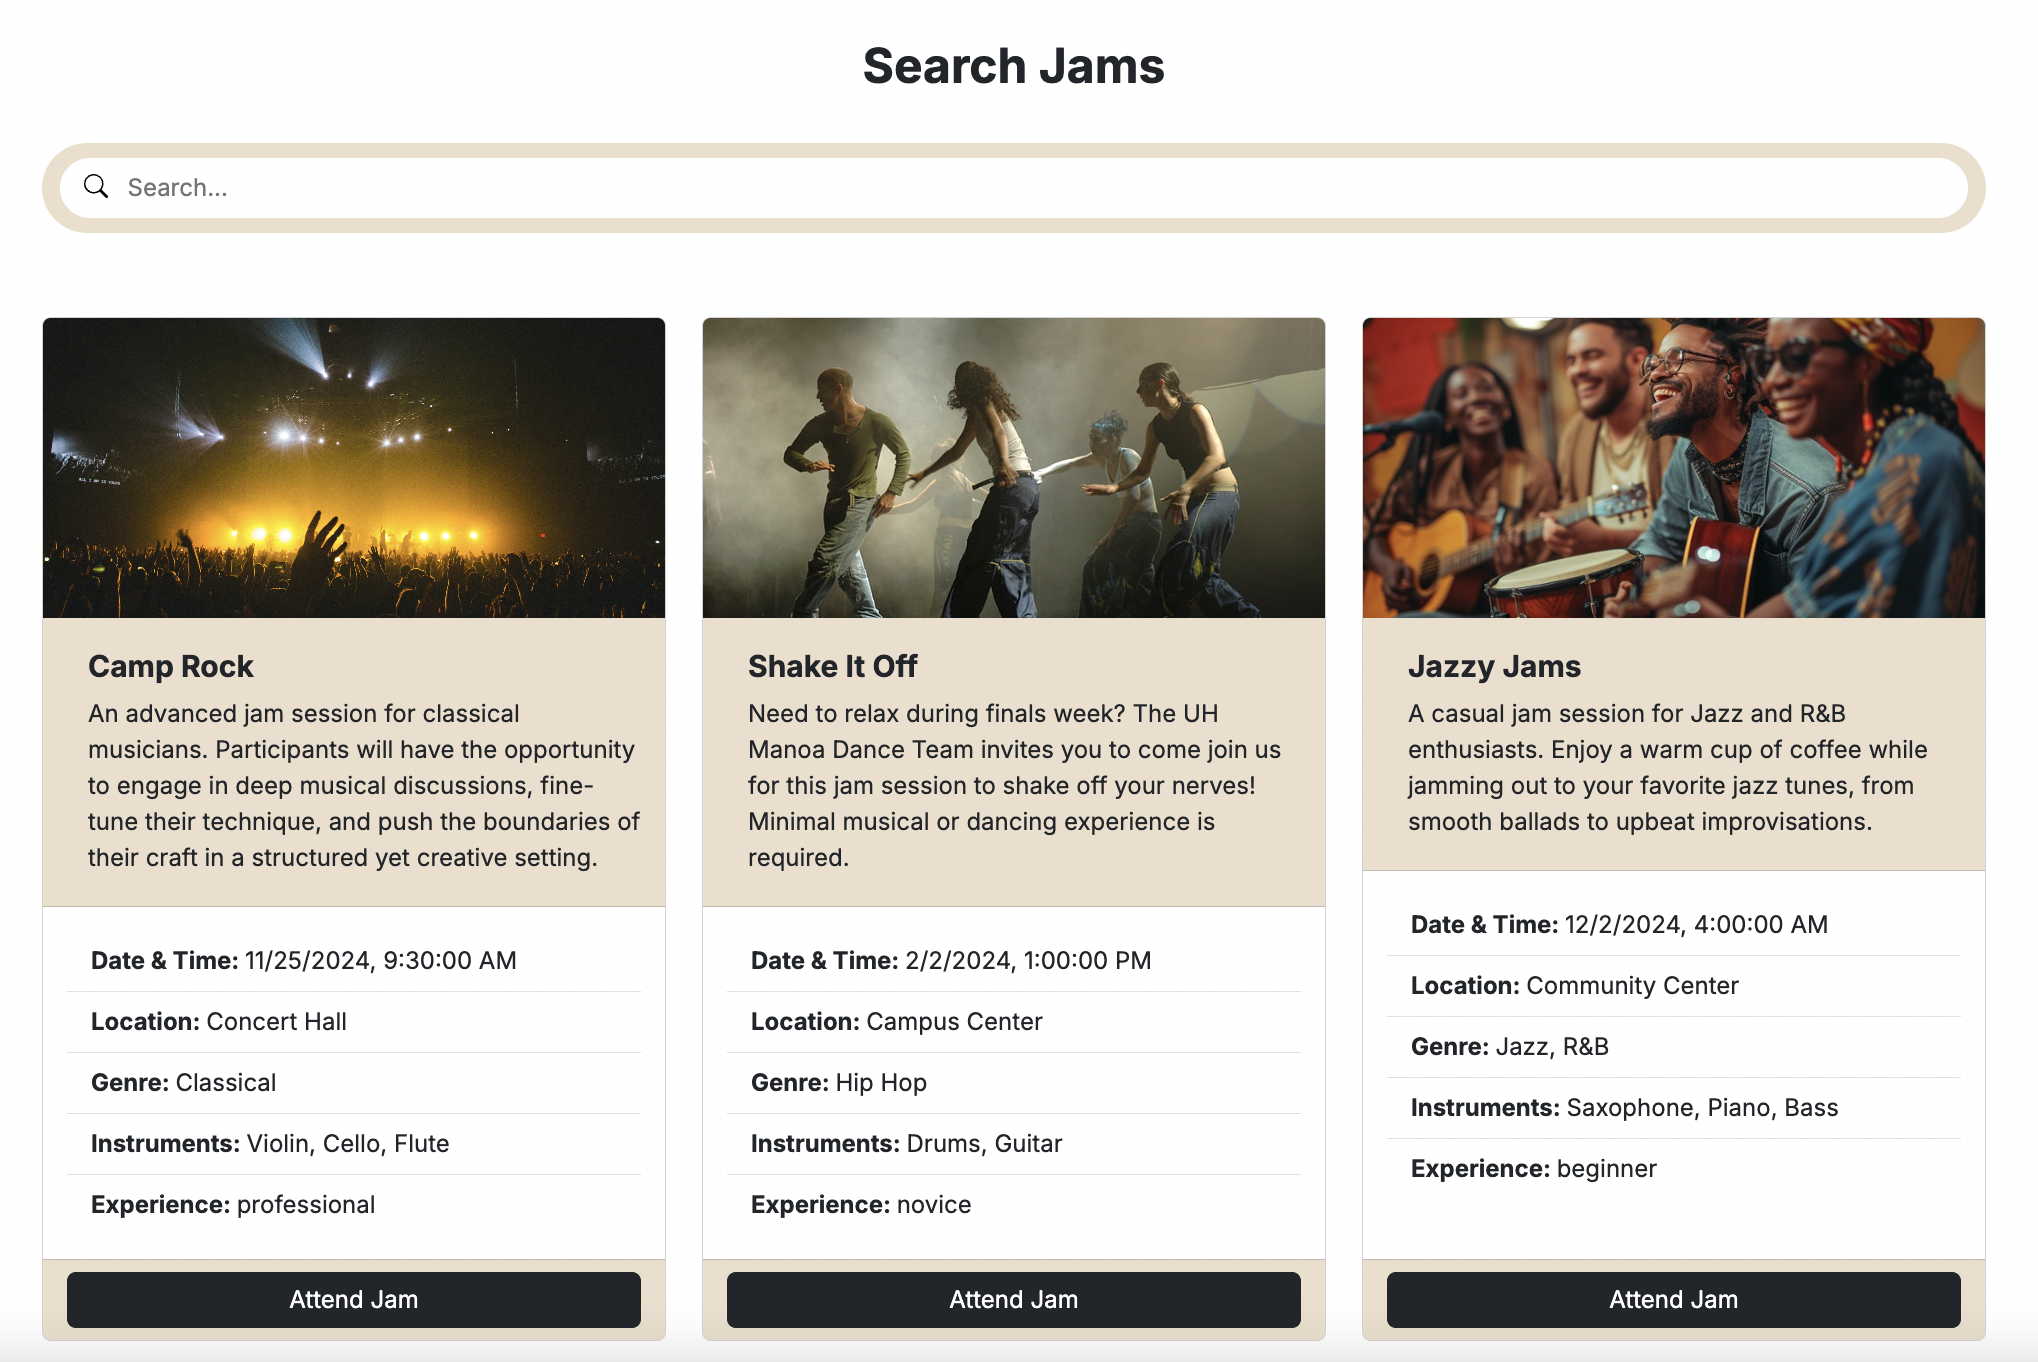 Search Jams
Search...
ALL I AM IS YOURS
Camp Rock
An advanced jam session for classical
musicians. Participants will have the opportunity
to engage in deep musical discussions, fine-
tune their technique, and push the boundaries of
their craft in a structured yet creative setting.
Date & Time: 11/25/2024, 9:30:00 AM
Location: Concert Hall
Genre: Classical
Instruments: Violin, Cello, Flute
Experience: professional
Attend Jam
Shake It Off
Need to relax during finals week? The UH
Manoa Dance Team invites you to come join us
for this jam session to shake off your nerves!
Minimal musical or dancing experience is
required.
Date & Time: 2/2/2024, 1:00:00 PM
Location: Campus Center
Genre: Hip Hop
Instruments: Drums, Guitar
Experience: novice
Attend Jam
Jazzy Jams
A casual jam session for Jazz and R&B
enthusiasts. Enjoy a warm cup of coffee while
jamming out to your favorite jazz tunes, from
smooth ballads to upbeat improvisations.
Date & Time: 12/2/2024, 4:00:00 AM
Location: Community Center
Genre: Jazz, R&B
Instruments: Saxophone, Piano, Bass
Experience: beginner
Attend Jam